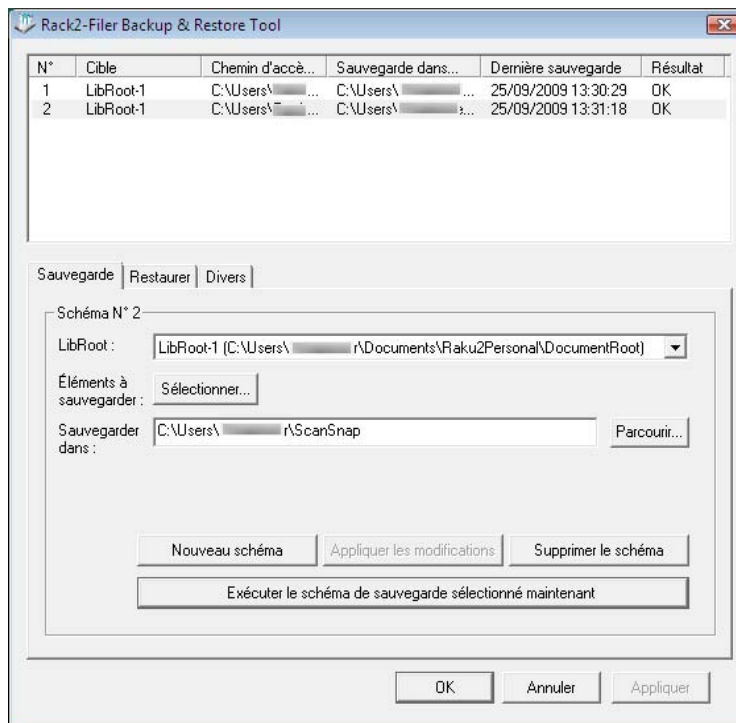 Rack2-Filer Backup & Restore Tool
N° Cible Chemin d'accè... Sauvegarde dans... Dernière sauvegarde Résultat
1 LibRoot-1 C:\Users\ ... C:\Users\ ... 25/09/2009 13:30:29 OK
2 LibRoot-1 C:\Users\ ... C:\Users\ ... 25/09/2009 13:31:18 OK
Sauvegarde Restaurer Divers
Schéma N° 2
LibRoot : LibRoot-1 (C:\Users\ r\Documents\Raku2Personal\DocumentRoot)
Éléments à
sauvegarder : Sélectionner...
Sauvegarder
dans : C:\Users\ r\ScanSnap Parcourir...
Nouveau schéma Appliquer les modifications Supprimer le schéma
Exécuter le schéma de sauvegarde sélectionné maintenant
OK Annuler Appliquer